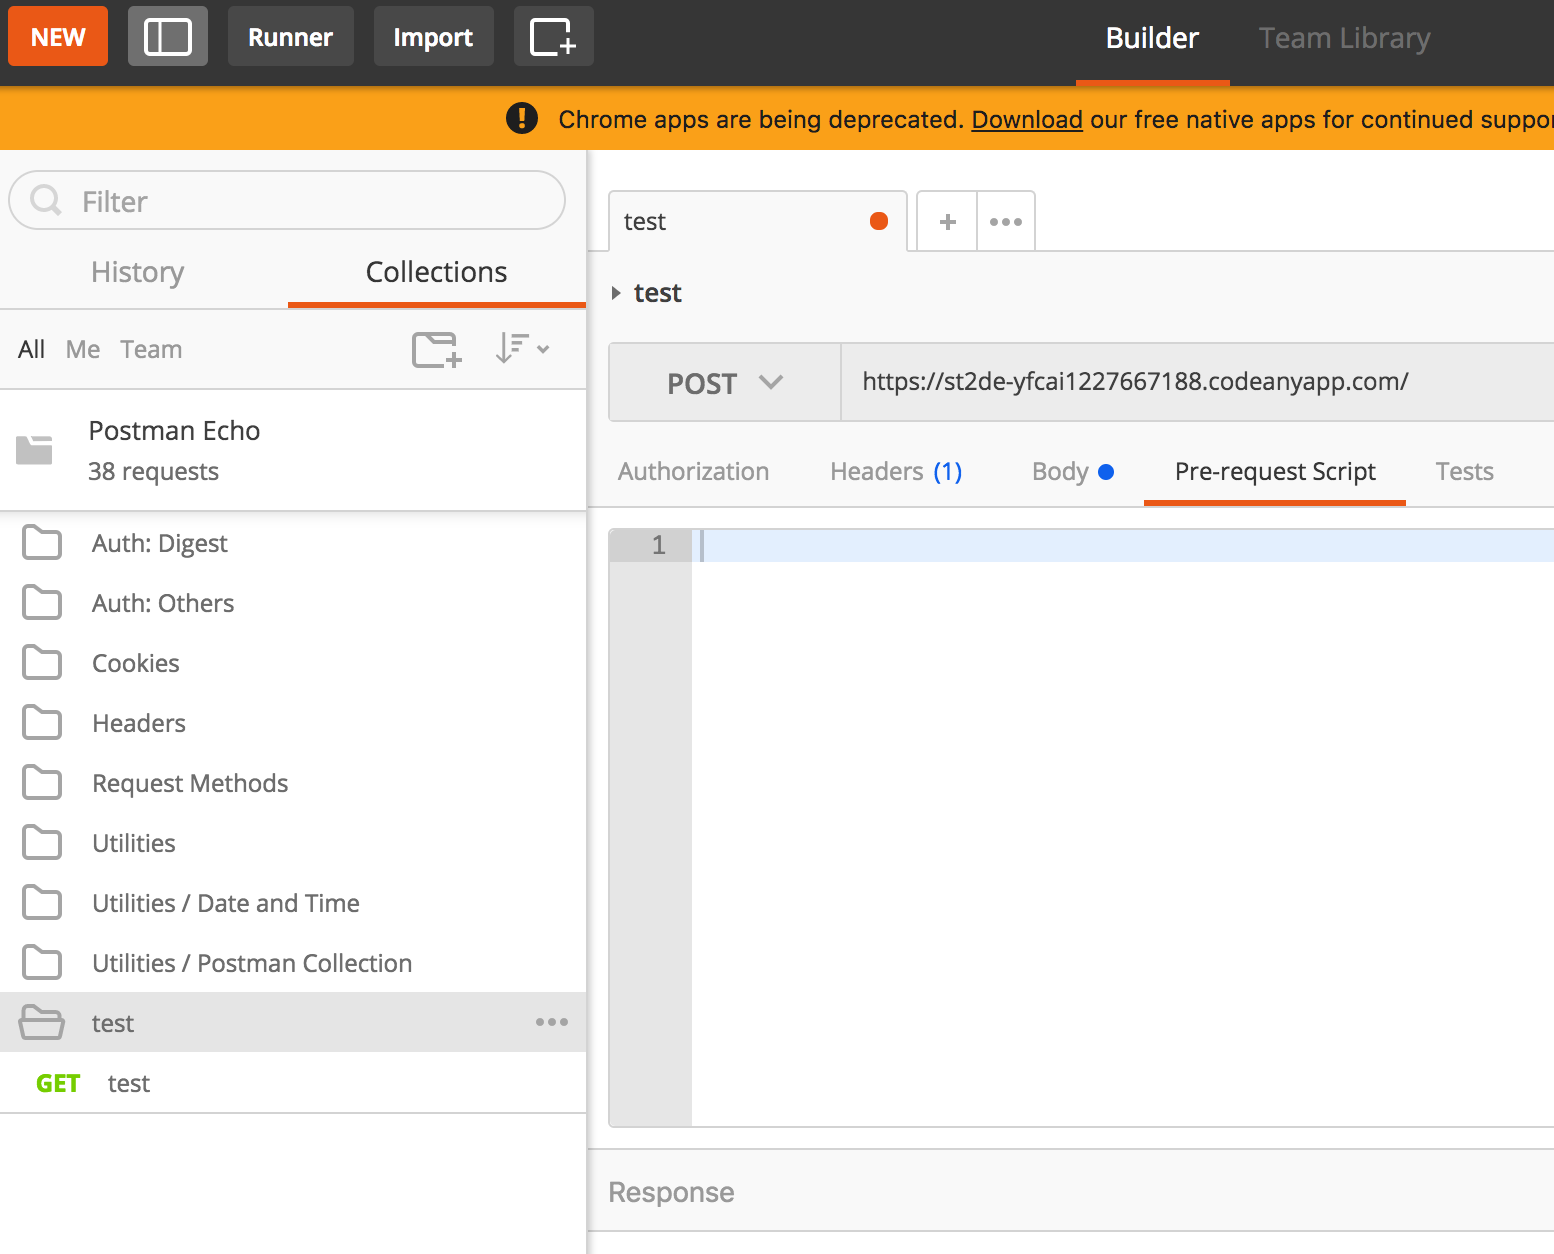 NEW
Runner
Import
Builder
Team Library
Chrome apps are being deprecated. Download our free native apps for continued suppor
Filter
History
Collections
All
Me
Team
Postman Echo
38 requests
Auth: Digest
Auth: Others
Cookies
Headers
Request Methods
Utilities
Utilities / Date and Time
Utilities / Postman Collection
test
GET test
test
test
POST
https://st2de-yfcai1227667188.codeanyapp.com/
Authorization
Headers (1)
Body
Pre-request Script
Tests
1
Response